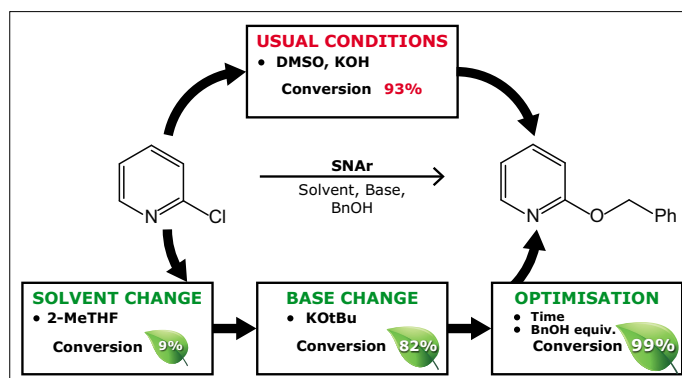 USUAL CONDITIONS
• DMSO, KOH
Conversion 93%
N
Cl
SNAr
Solvent, Base,
BnOH
N
O
Ph
SOLVENT CHANGE
• 2-MeTHF
Conversion 9%
BASE CHANGE
• KOtBu
Conversion 82%
OPTIMISATION
• Time
• BnOH equiv.
Conversion 99%